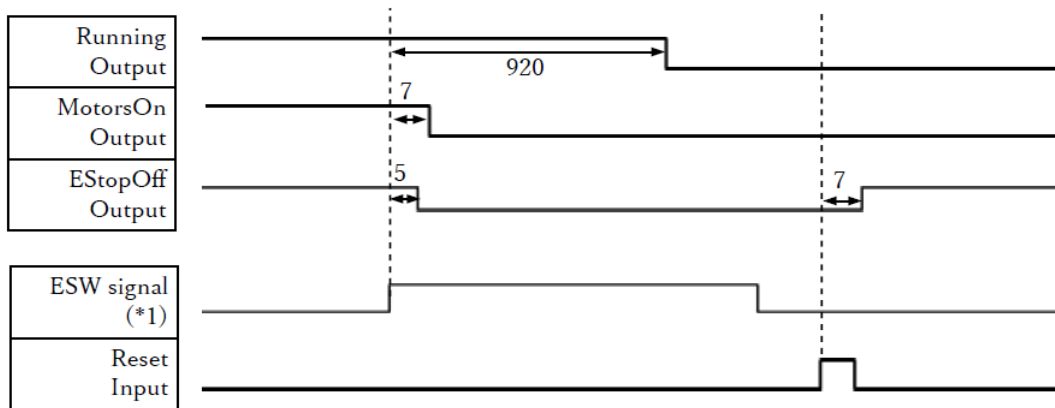 Running
Output
920
MotorsOn
Output
7
EStopOff
Output
5
7
ESW signal
(*1)
Reset
Input